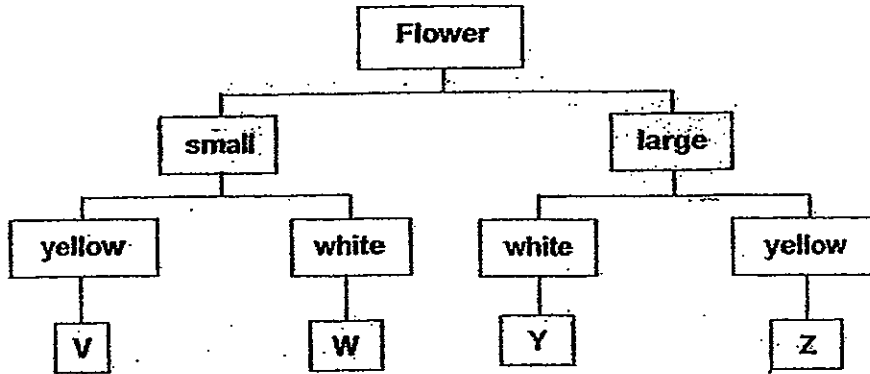 Flower
small large
yellow white white yellow
V W Y Z